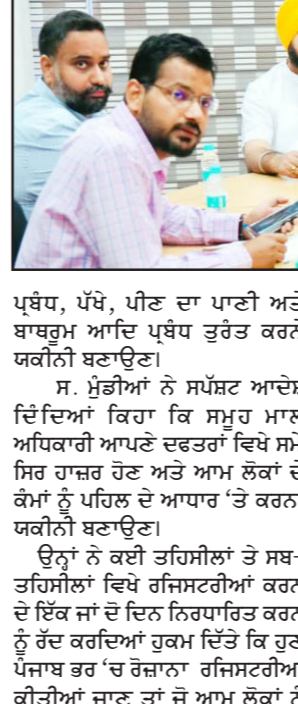 ਪ੍ਰਬੰਧ, ਪੱਖੇ, ਪੀਣ ਦਾ ਪਾਣੀ ਅਤੇ
ਬਾਥਰੂਮ ਆਦਿ ਪ੍ਰਬੰਧ ਤੁਰੰਤ ਕਰਨੇ
ਯਕੀਨੀ ਬਣਾਉਣ।
ਸ. ਮੁੰਡੀਆਂ ਨੇ ਸਪੱਸ਼ਟ ਆਦੇਸ਼
ਦਿੰਦਿਆਂ ਕਿਹਾ ਕਿ ਸਮੂਹ ਮਾਲ
ਅਧਿਕਾਰੀ ਆਪਣੇ ਦਫਤਰਾਂ ਵਿਖੇ ਸਮੇਂ
ਸਿਰ ਹਾਜ਼ਰ ਹੋਣ ਅਤੇ ਆਮ ਲੋਕਾਂ ਦੇ
ਕੰਮਾਂ ਨੂੰ ਪਹਿਲ ਦੇ ਆਧਾਰ ‘ਤੇ ਕਰਨਾ
ਯਕੀਨੀ ਬਣਾਉਣ।
ਉਨ੍ਹਾਂ ਨੇ ਕਈ ਤਹਿਸੀਲਾਂ ਤੇ ਸਬ-
ਤਹਿਸੀਲਾਂ ਵਿਖੇ ਰਜਿਸਟਰੀਆਂ ਕਰਨ
ਦੇ ਇੱਕ ਜਾਂ ਦੋ ਦਿਨ ਨਿਰਧਾਰਿਤ ਕਰਨ
ਨੂੰ ਰੱਦ ਕਰਦਿਆਂ ਹੁਕਮ ਦਿੱਤੇ ਕਿ ਹੁਣ
ਪੰਜਾਬ ਭਰ ‘ਚ ਰੋਜ਼ਾਨਾ ਰਜਿਸਟਰੀਆਂ
ਕੀਤੀਆਂ ਜਾਣ ਤਾਂ ਜੋ ਆਮ ਲੋਕਾਂ ਨੂੰ